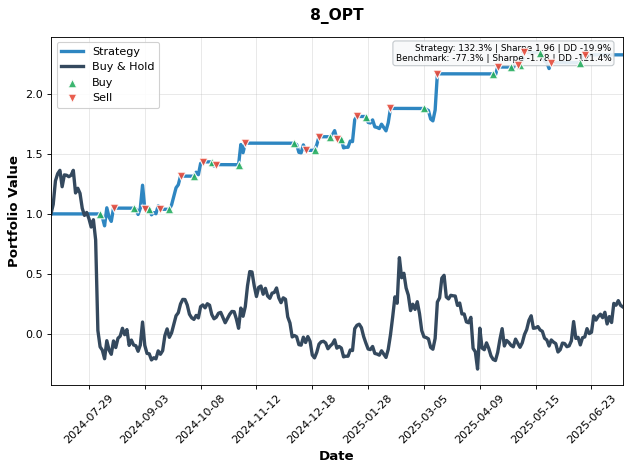 8_OPT
Strategy
Buy & Hold
Buy
Sell
Strategy: 132.3% | Sharpe 1.96 | DD -19.9%
Benchmark: -77.3% | Sharpe -1.78 | DD -121.4%
Portfolio Value
2.0
1.5
1.0
0.5
0.0
2024-07-29
2024-09-03
2024-10-08
2024-11-12
2024-12-18
2025-01-28
2025-03-05
2025-04-09
2025-05-15
2025-06-23
Date